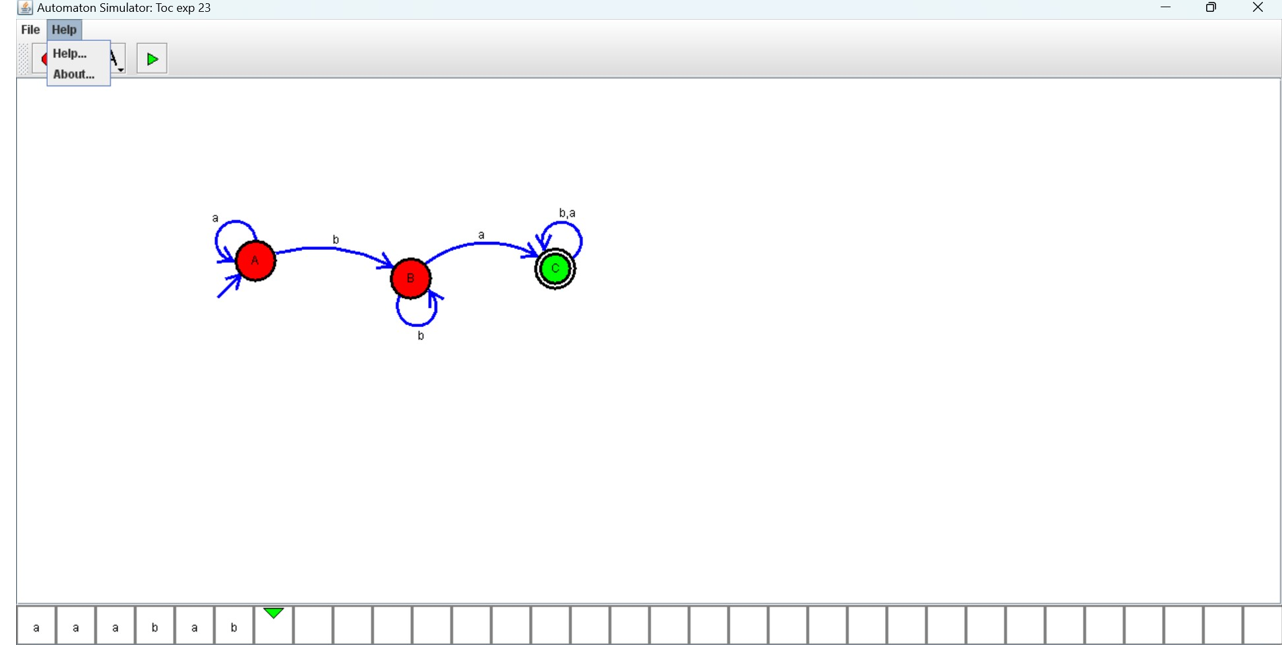 Automaton Simulator: Toc exp 23
File Help
Help...
A
About...
a
b,a
b
a
A
C
B
b
a a a b a b